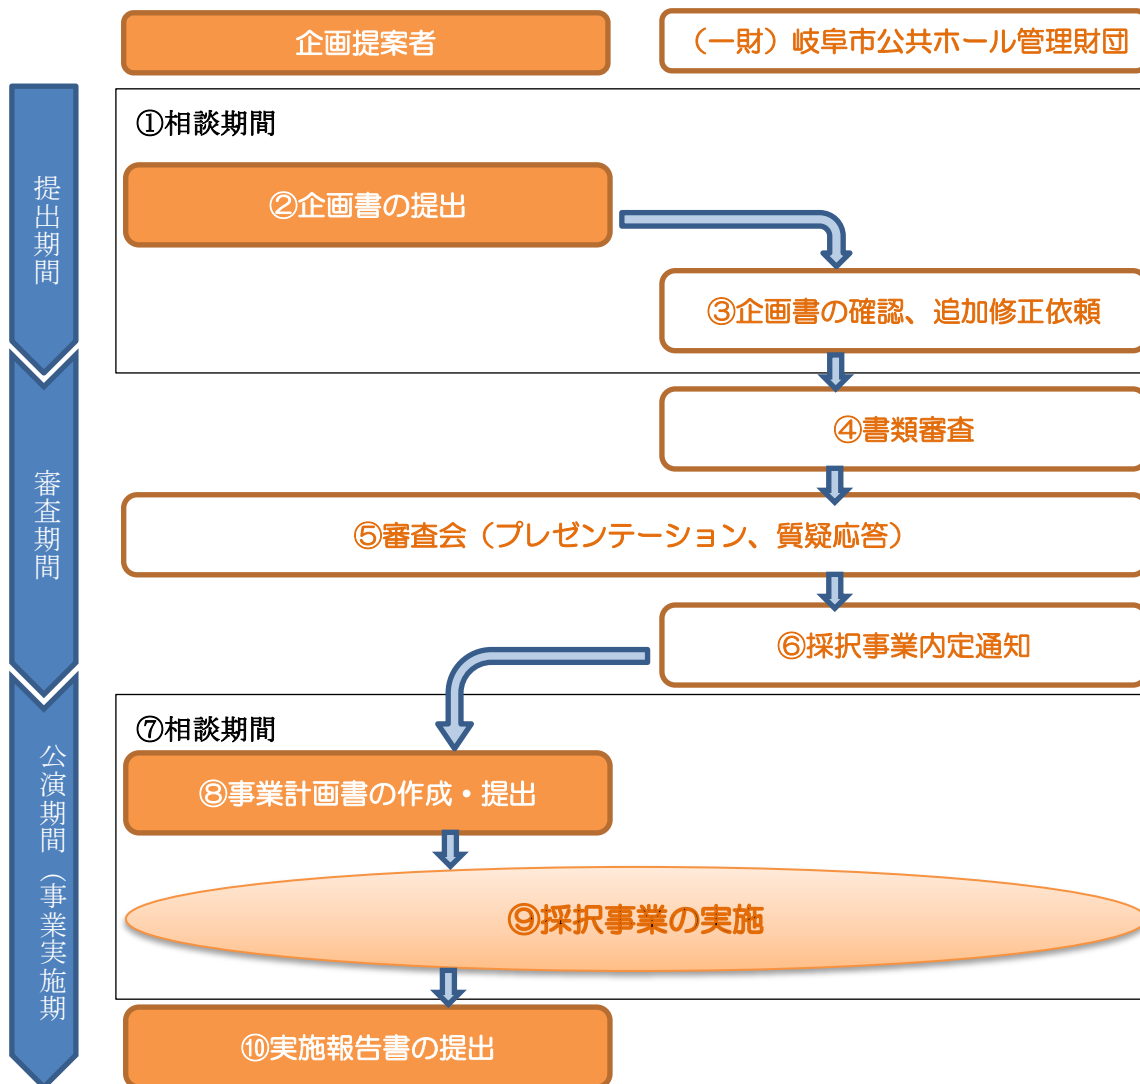 企画提案者
(一財)岐阜市公共ホール管理財団
提出期間
①相談期間
②企画書の提出
③企画書の確認、追加修正依頼
審査期間
④書類審査
⑤審査会(プレゼンテーション、質疑応答)
⑥採択事業内定通知
公演期間(事業実施期
⑦相談期間
⑧事業計画書の作成・提出
⑨採択事業の実施
⑩実施報告書の提出